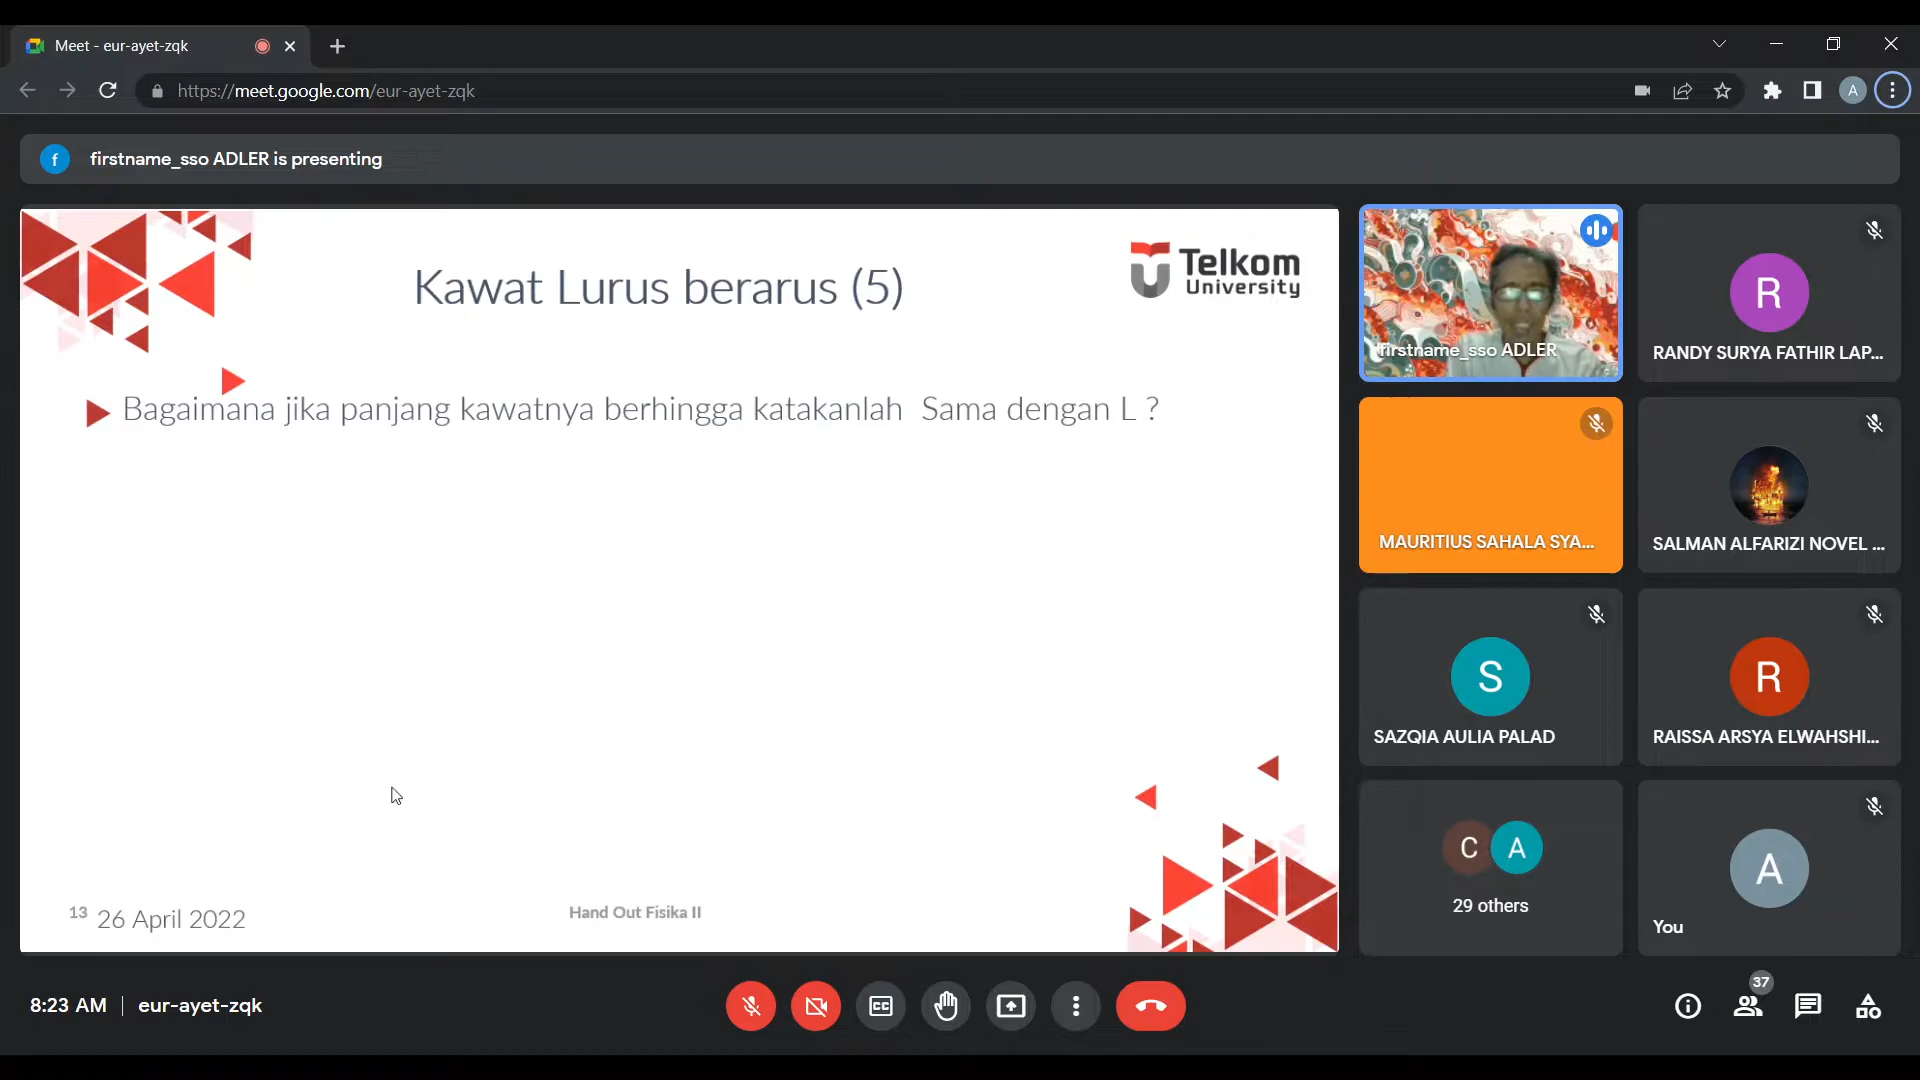 Meet - eur-ayet-zqk
https://meet.google.com/eur-ayet-zqk
A
f
firstname_sso ADLER is presenting
Kawat Lurus berarus (5)
Telkom
University
Bagaimana jika panjang kawatnya berhingga katakanlah Sama dengan L ?
13
26 April 2022
Hand Out Fisika II
firstname_sso ADLER
R
RANDY SURYA FATHIR LAP...
MAURITIUS SAHALA SYA...
SALMAN ALFARIZI NOVEL ...
S
SAZQIA AULIA PALAD
R
RAISSA ARSYA ELWAHSHI...
C
A
29 others
A
You
8:23 AM
eur-ayet-zqk
CC
37